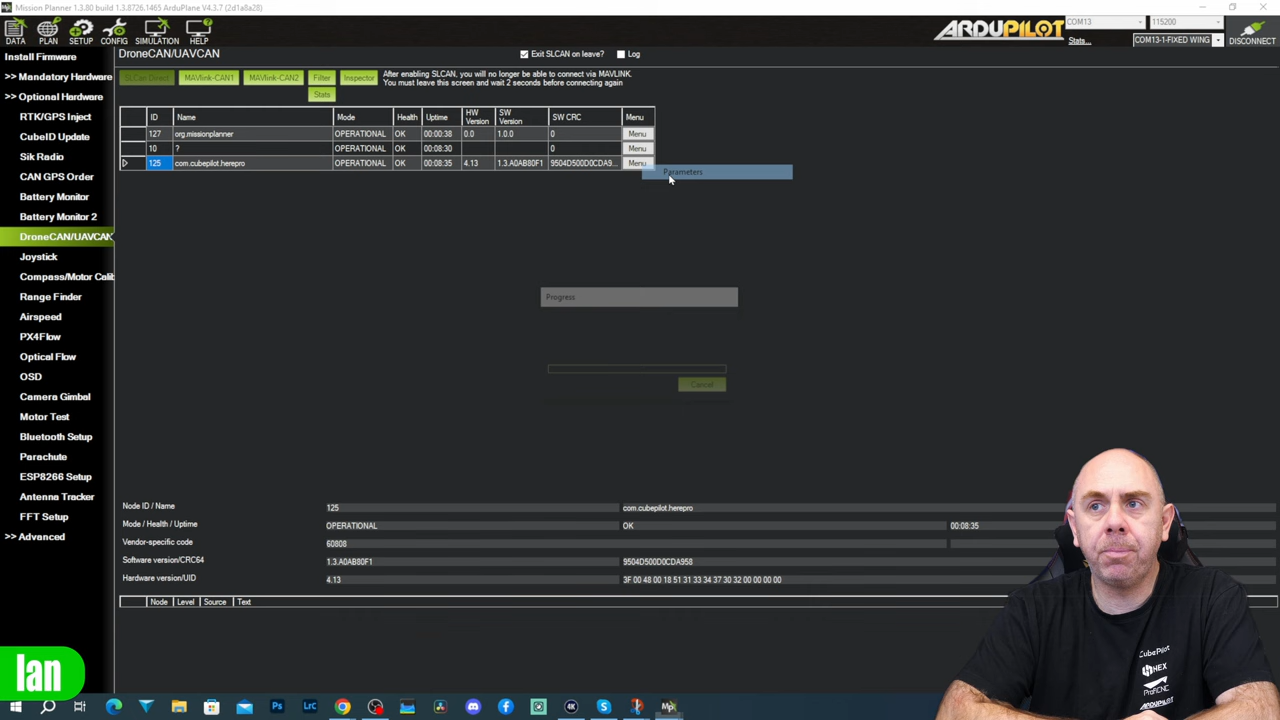 Mission Planner 1.3.80 build 1.3.8726.1465 ArduPlane V4.3.7 (2d1a8a28)
DATA PLAN SETUP CONFIG SIMULATION HELP
ARDUPILOT
COM13 115200
Stats... COM13-1-FIXED WING DISCONNECT
Install Firmware
>> Mandatory Hardware
>> Optional Hardware
RTK/GPS Inject
CubeID Update
Sik Radio
CAN GPS Order
Battery Monitor
Battery Monitor 2
DroneCAN/UAVCAN
Joystick
Compass/Motor Calib
Range Finder
Airspeed
PX4Flow
Optical Flow
OSD
Camera Gimbal
Motor Test
Bluetooth Setup
Parachute
ESP8266 Setup
Antenna Tracker
FFT Setup
>> Advanced
DroneCAN/UAVCAN
Exit SLCAN on leave? Log
SLCan Direct MAVlink-CAN1 MAVlink-CAN2 Filter Inspector
Stats
After enabling SLCAN, you will no longer be able to connect via MAVLINK.
You must leave this screen and wait 2 seconds before connecting again
ID Name Mode Health Uptime HW Version SW Version SW CRC Menu
127 org.missionplanner OPERATIONAL OK 00:00:38 0.0 1.0.0 0 Menu
10 ? OPERATIONAL OK 00:08:30 0 Menu
125 com.cubepilot.herepro OPERATIONAL OK 00:08:35 4.13 1.3.A0AB80F1 9504D500D0CDA9... Menu
Parameters
Progress
Cancel
Node ID / Name 125 com.cubepilot.herepro
Mode / Health / Uptime OPERATIONAL OK 00:08:35
Vendor-specific code 60808
Software version/CRC64 1.3.A0AB80F1 9504D500D0CDA958
Hardware version/UID 4.13 3F 00 48 00 18 51 31 33 34 37 30 32 00 00 00 00
Node Level Source Text
CubePilot
HEX
ProfiCNC
ARDUPILOT
Ian